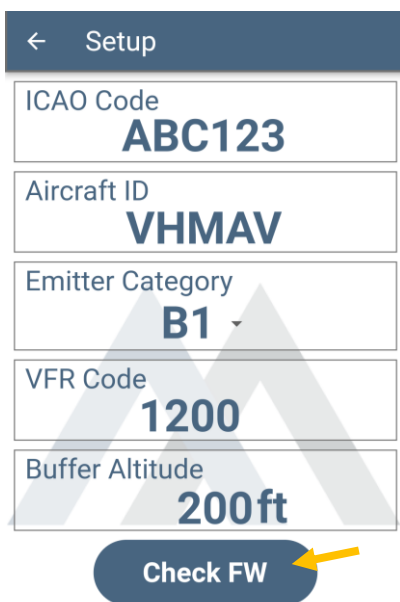 Setup
ICAO Code
ABC123
Aircraft ID
VHMAV
Emitter Category
B1
VFR Code
1200
Buffer Altitude
200ft
Check FW